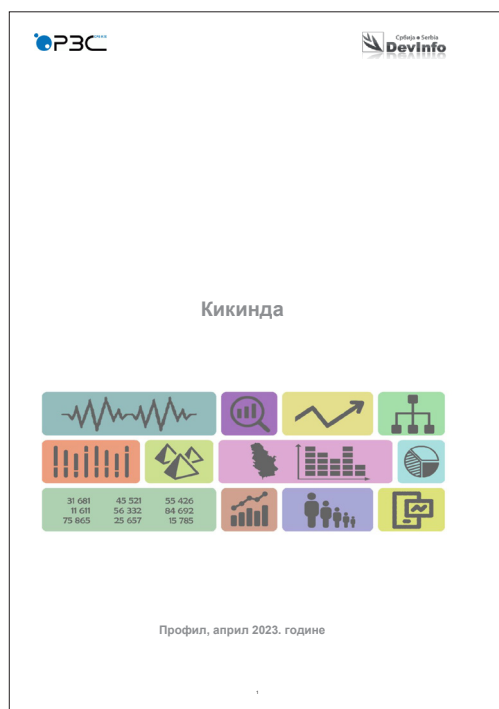 РЗС
Србија • Serbia
DevInfo
Кикинда
31 681 45 521 55 426
11 611 56 332 84 692
75 865 25 657 15 785
Профил, април 2023. године
1